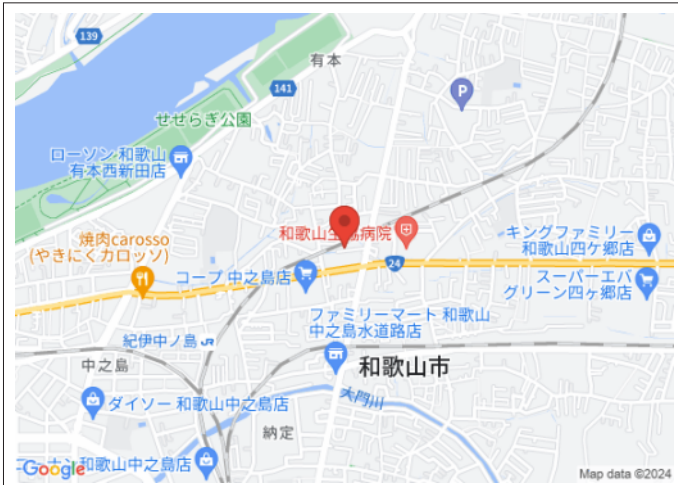 139
有本
141
せせらぎ公園
P
ローソン 和歌山
有本西新田店
和歌山生協病院
焼肉carosso
(やきにくカロッソ)
キングファミリー
和歌山四ケ郷店
24
コープ 中之島店
スーパーエバ
グリーン四ヶ郷店
ファミリーマート 和歌山
中之島水道路店
紀伊中ノ島
JR
中之島
和歌山市
ダイソー 和歌山中之島店
大門川
納定
Google
ナン 和歌山中之島店
Map data ©2024